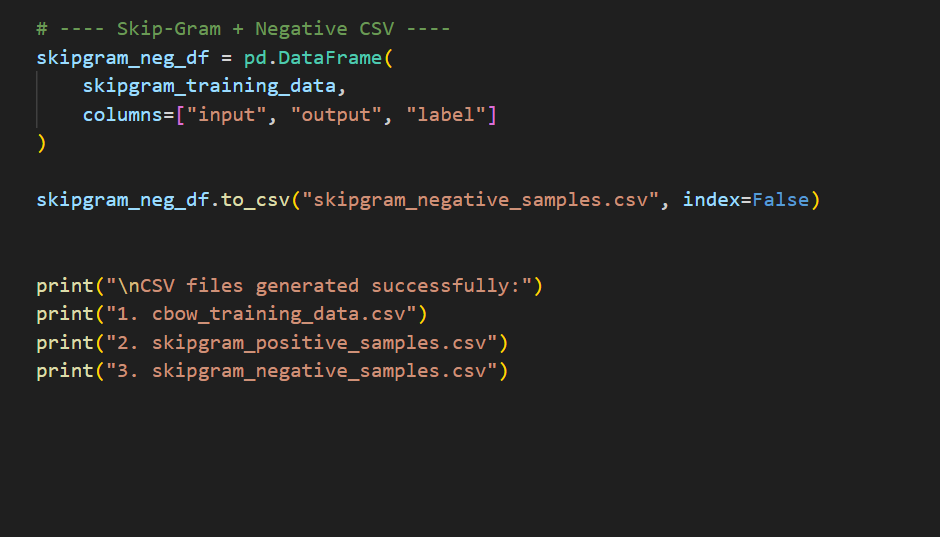 # ---- Skip-Gram + Negative CSV ----
skipgram_neg_df = pd.DataFrame(
    skipgram_training_data,
    columns=["input", "output", "label"]
)
skipgram_neg_df.to_csv("skipgram_negative_samples.csv", index=False)
print("\nCSV files generated successfully:")
print("1. cbow_training_data.csv")
print("2. skipgram_positive_samples.csv")
print("3. skipgram_negative_samples.csv")